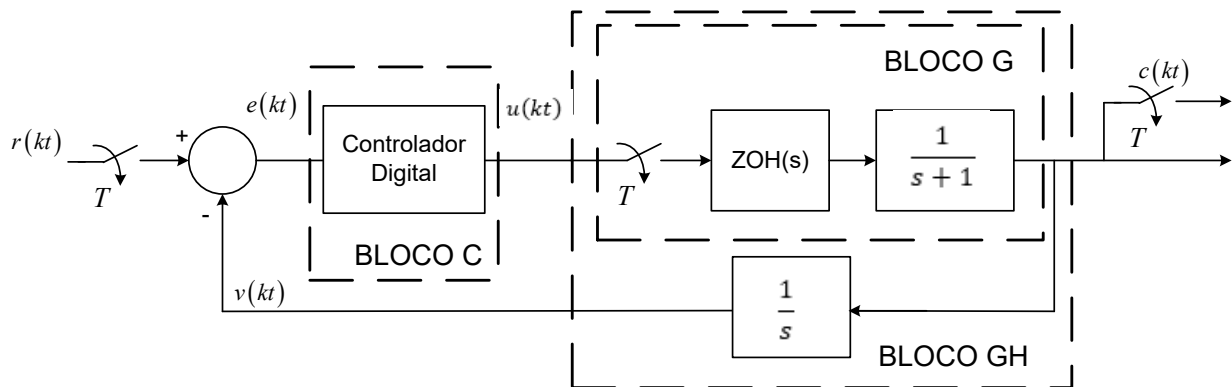 BLOCO G
c(kt)
T
e(kt)
u(kt)
r(kt)
T
+
-
Controlador
Digital
BLOCO C
T
ZOH(s)
1
s + 1
v(kt)
1
s
BLOCO GH